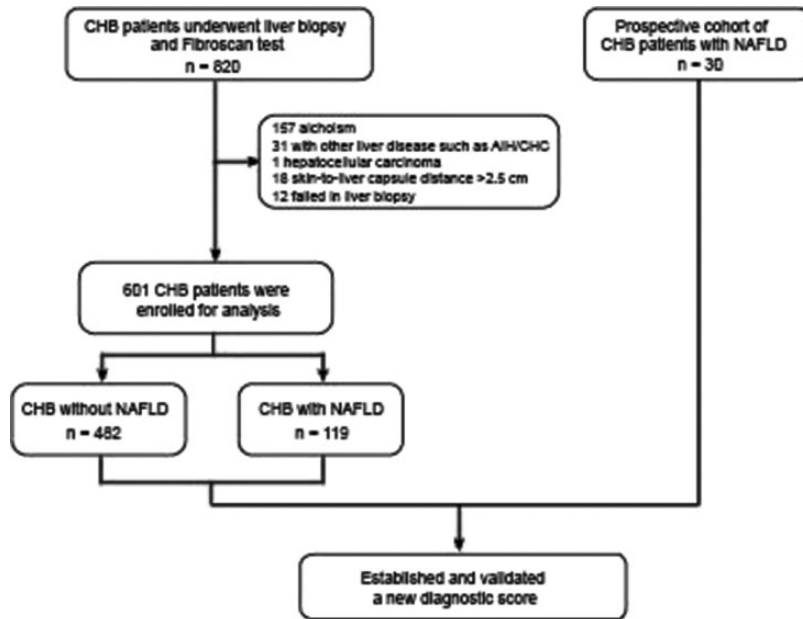 CHB patients underwent liver biopsy
and Fibroscan test
n = 820
Prospective cohort of
CHB patients with NAFLD
n = 30
157 alcholism
31 with other liver disease such as AIH/CHC
1 hepatocellular carcinoma
18 skin-to-liver capsule distance >2.5 cm
12 failed in liver biopsy
601 CHB patients were
enrolled for analysis
CHB without NAFLD
n = 482
CHB with NAFLD
n = 119
Established and validated
a new diagnostic score